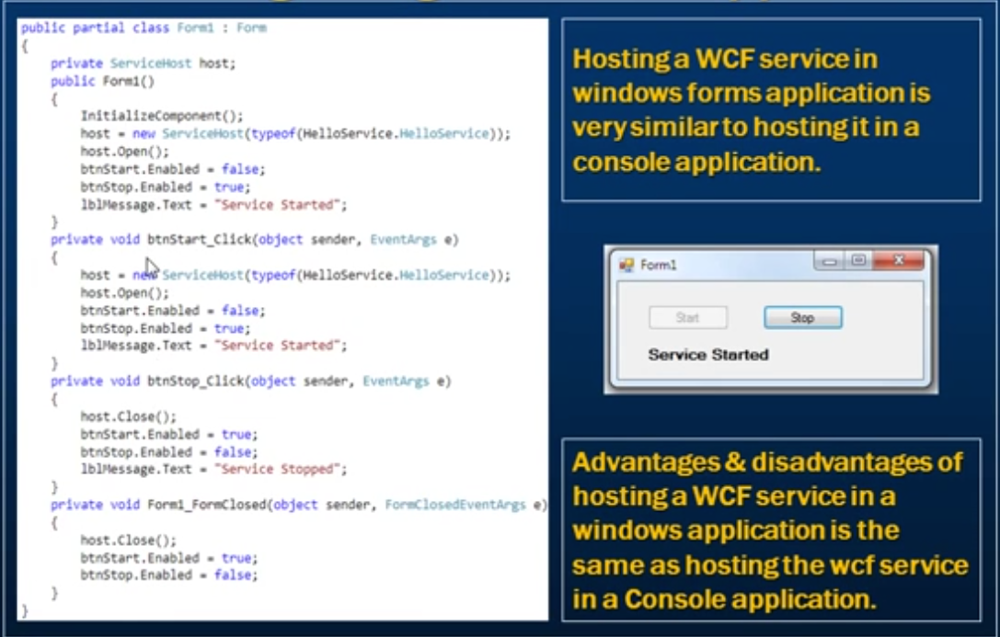 public partial class Form1 : Form
{
private ServiceHost host;
public Form1()
{
InitializeComponent();
host = new ServiceHost(typeof(HelloService.HelloService));
host.Open();
btnStart.Enabled = false;
btnStop.Enabled = true;
lblMessage.Text = "Service Started";
}
private void btnStart_Click(object sender, EventArgs e)
{
host = new ServiceHost(typeof(HelloService.HelloService));
host.Open();
btnStart.Enabled = false;
btnStop.Enabled = true;
lblMessage.Text = "Service Started";
}
private void btnStop_Click(object sender, EventArgs e)
{
host.Close();
btnStart.Enabled = true;
btnStop.Enabled = false;
lblMessage.Text = "Service Stopped";
}
private void Form1_FormClosed(object sender, FormClosedEventArgs e)
{
host.Close();
btnStart.Enabled = true;
btnStop.Enabled = false;
}
}
Hosting a WCF service in
windows forms application is
very similar to hosting it in a
console application.
Form1
Start
Stop
Service Started
Advantages & disadvantages of
hosting a WCF service in a
windows application is the
same as hosting the wcf service
in a Console application.